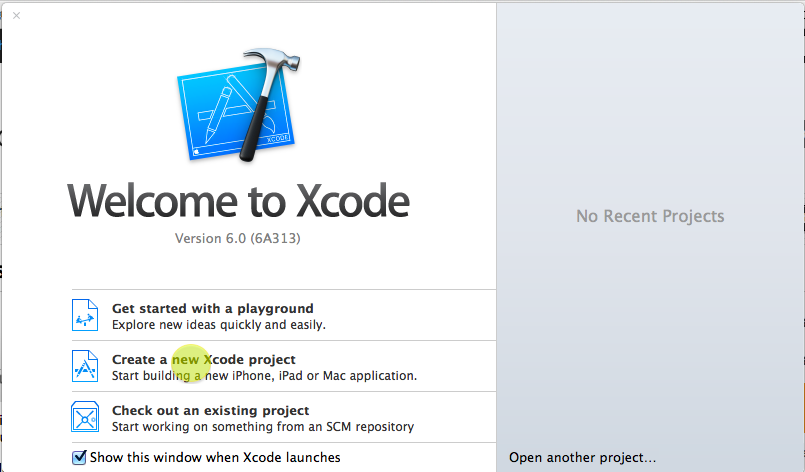 XCODE
Welcome to Xcode
Version 6.0 (6A313)
Get started with a playground
Explore new ideas quickly and easily.
Create a new Xcode project
Start building a new iPhone, iPad or Mac application.
Check out an existing project
Start working on something from an SCM repository
Show this window when Xcode launches
No Recent Projects
Open another project...